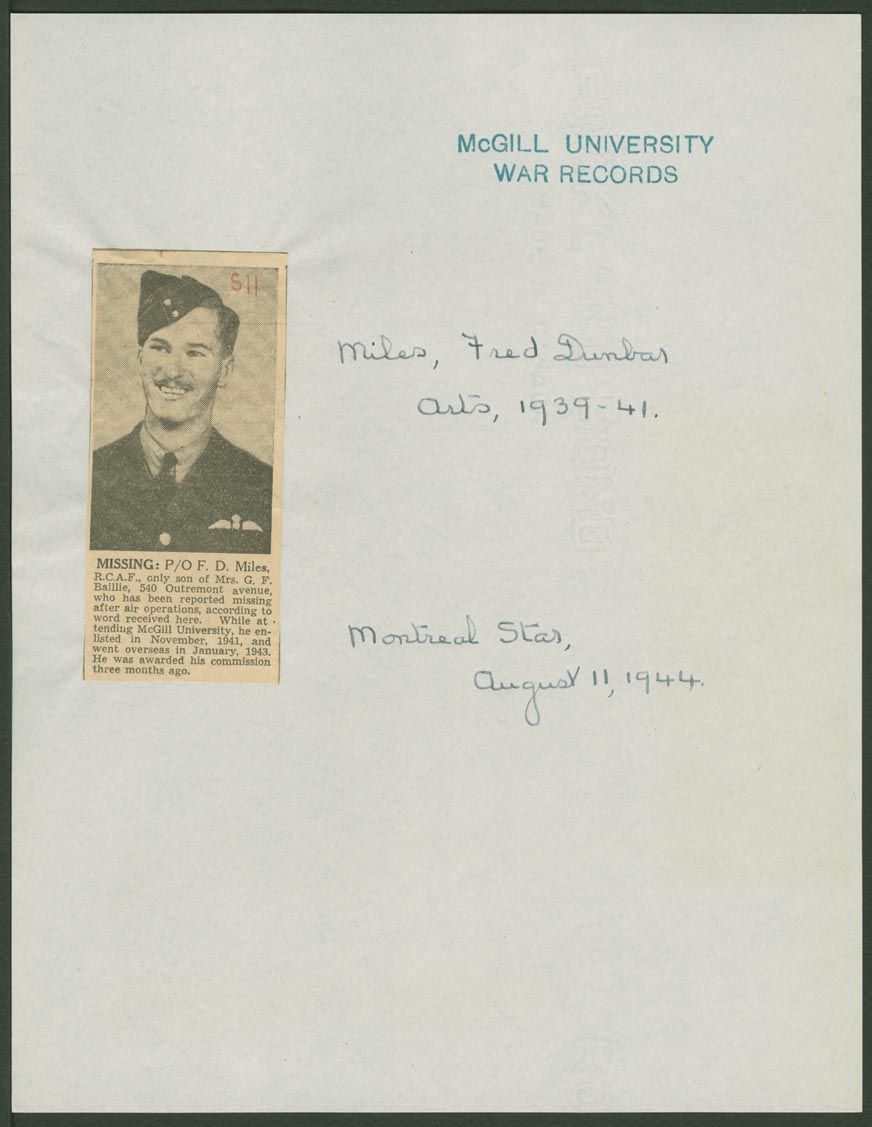 McGILL UNIVERSITY
WAR RECORDS
S11
Miles, Fred Dunbar
Arts, 1939-41.
MISSING: P/O F. D. Miles,
R.C.A.F., only son of Mrs. G. F.
Baillie, 540 Outremont avenue,
who has been reported missing
after air operations, according to
word received here. While at-
tending McGill University, he en-
listed in November, 1941, and
went overseas in January, 1943.
He was awarded his commission
three months ago.
Montreal Star,
August 11, 1944.